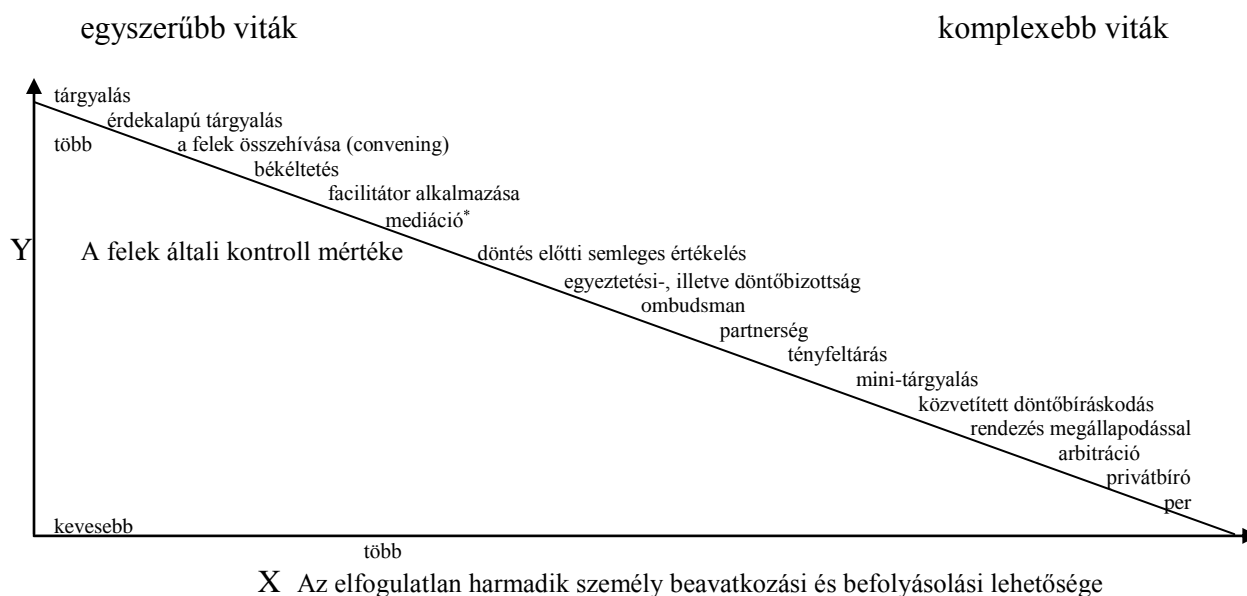 egyszerűbb viták
komplexebb viták
tárgyalás
érdekalapú tárgyalás
több
a felek összehívása (convening)
békéltetés
facilitátor alkalmazása
mediáció*
Y
A felek általi kontroll mértéke
döntés előtti semleges értékelés
egyeztetési-, illetve döntőbizottság
ombudsman
partnerség
tényfeltárás
mini-tárgyalás
közvetített döntőbíráskodás
rendezés megállapodással
arbitráció
privátbíró
per
kevesebb
több
X Az elfogulatlan harmadik személy beavatkozási és befolyásolási lehetősége